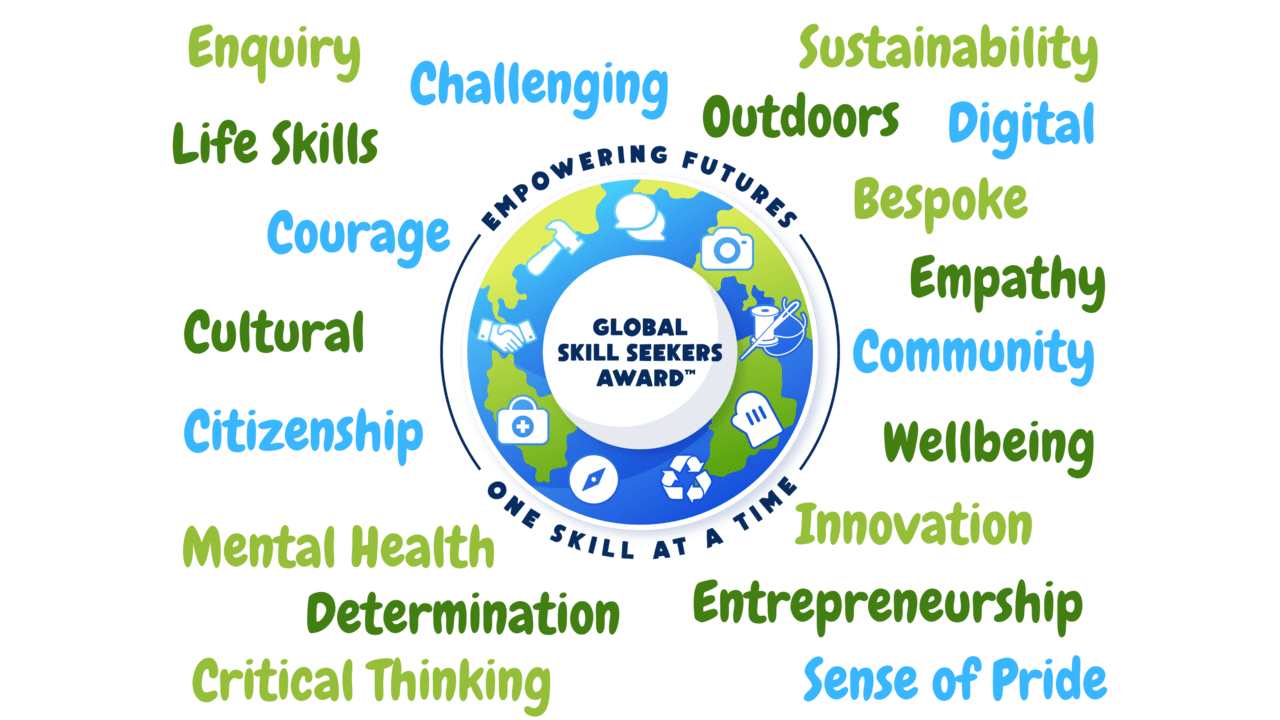 Enquiry
Sustainability
Challenging
Outdoors
Digital
Life Skills
EMPOWERING FUTURES
Bespoke
Courage
Empathy
Cultural
GLOBAL
SKILL SEEKERS
AWARD™
Community
Citizenship
Wellbeing
ONE SKILL AT A TIME
Innovation
Mental Health
Determination
Entrepreneurship
Critical Thinking
Sense of Pride